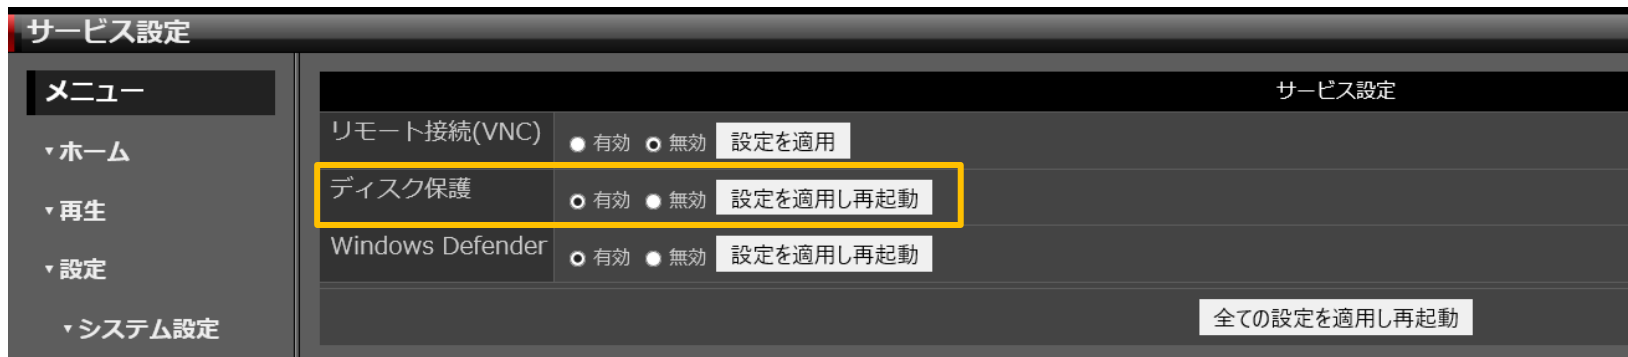 サービス設定
メニュー
▾ホーム
▾再生
▾設定
▾システム設定
サービス設定
リモート接続(VNC) 有効 無効 設定を適用
ディスク保護 有効 無効 設定を適用し再起動
Windows Defender 有効 無効 設定を適用し再起動
全ての設定を適用し再起動